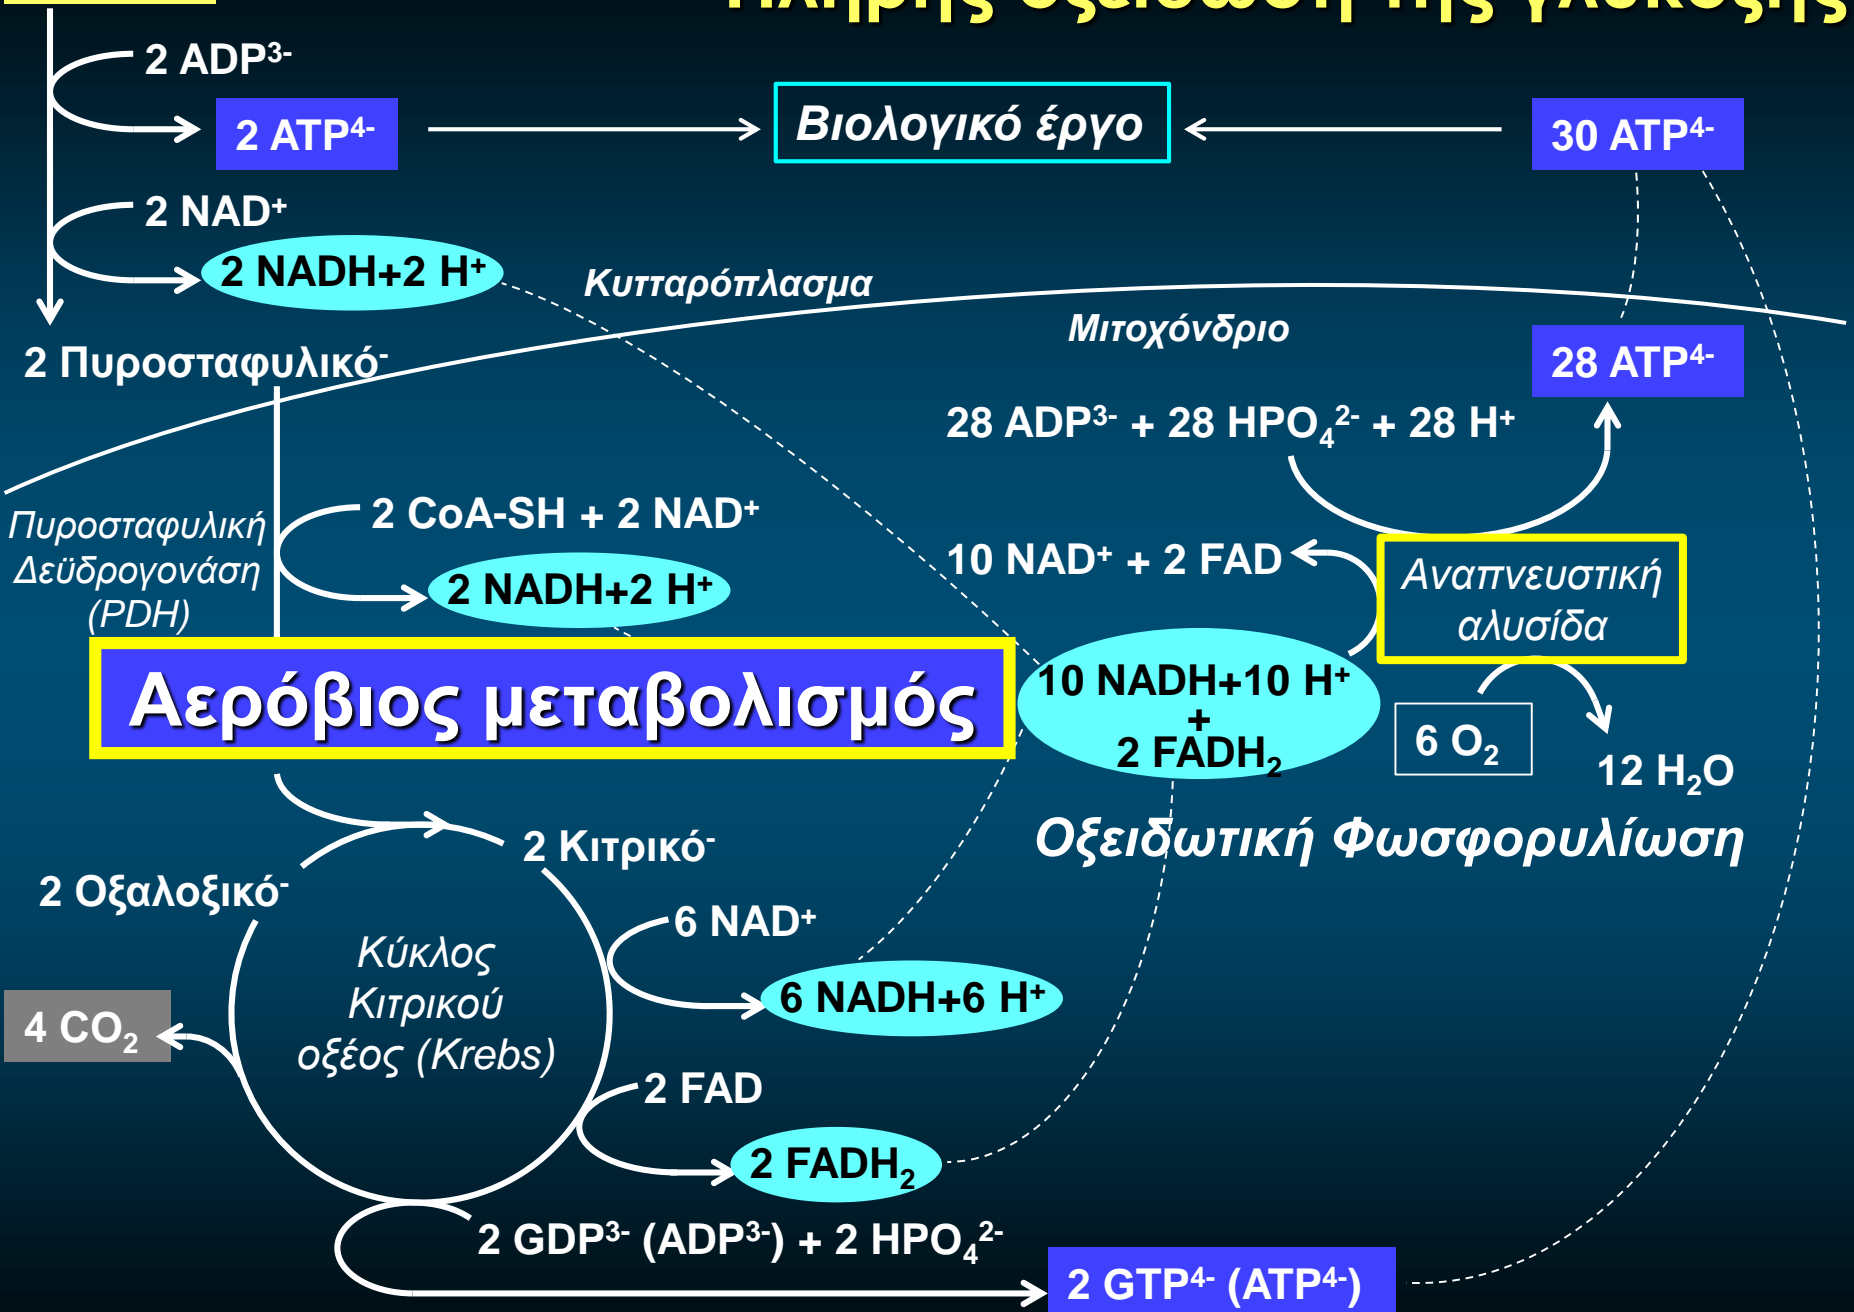 Πλήρης οξείδωση της γλυκόζης
2 ADP³⁻
2 ATP⁴⁻
Βιολογικό έργο
30 ATP⁴⁻
2 NAD⁺
2 NADH+2 H⁺
Κυτταρόπλασμα
Μιτοχόνδριο
2 Πυροσταφυλικό⁻
28 ATP⁴⁻
28 ADP³⁻ + 28 HPO₄²⁻ + 28 H⁺
Πυροσταφυλική
Δεϋδρογονάση
(PDH)
2 CoA-SH + 2 NAD⁺
2 NADH+2 H⁺
10 NAD⁺ + 2 FAD
Αναπνευστική
αλυσίδα
Αερόβιος μεταβολισμός
10 NADH+10 H⁺
+
2 FADH₂
6 O₂
12 H₂O
Οξειδωτική Φωσφορυλίωση
2 Κιτρικό⁻
2 Οξαλοξικό⁻
Κύκλος
Κιτρικού
οξέος (Krebs)
6 NAD⁺
6 NADH+6 H⁺
4 CO₂
2 FAD
2 FADH₂
2 GDP³⁻ (ADP³⁻) + 2 HPO₄²⁻
2 GTP⁴⁻ (ATP⁴⁻)